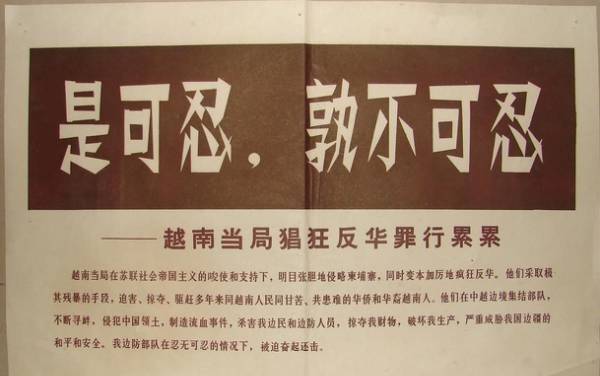 是可忍，孰不可忍
——越南当局猖狂反华罪行累累
越南当局在苏联社会帝国主义的唆使和支持下，明目张胆地侵略柬埔寨，同时变本加厉地疯狂反华。他们采取极
其残暴的手段，迫害、掠夺、驱赶多年来同越南人民同甘苦、共患难的华侨和华裔越南人。他们在中越边境集结部队，
不断寻衅，侵犯中国领土，制造流血事件，杀害我边民和边防人员，掠夺我财物，破坏我生产，严重威胁我国边疆的
和平和安全。我边防部队在忍无可忍的情况下，被迫奋起还击。